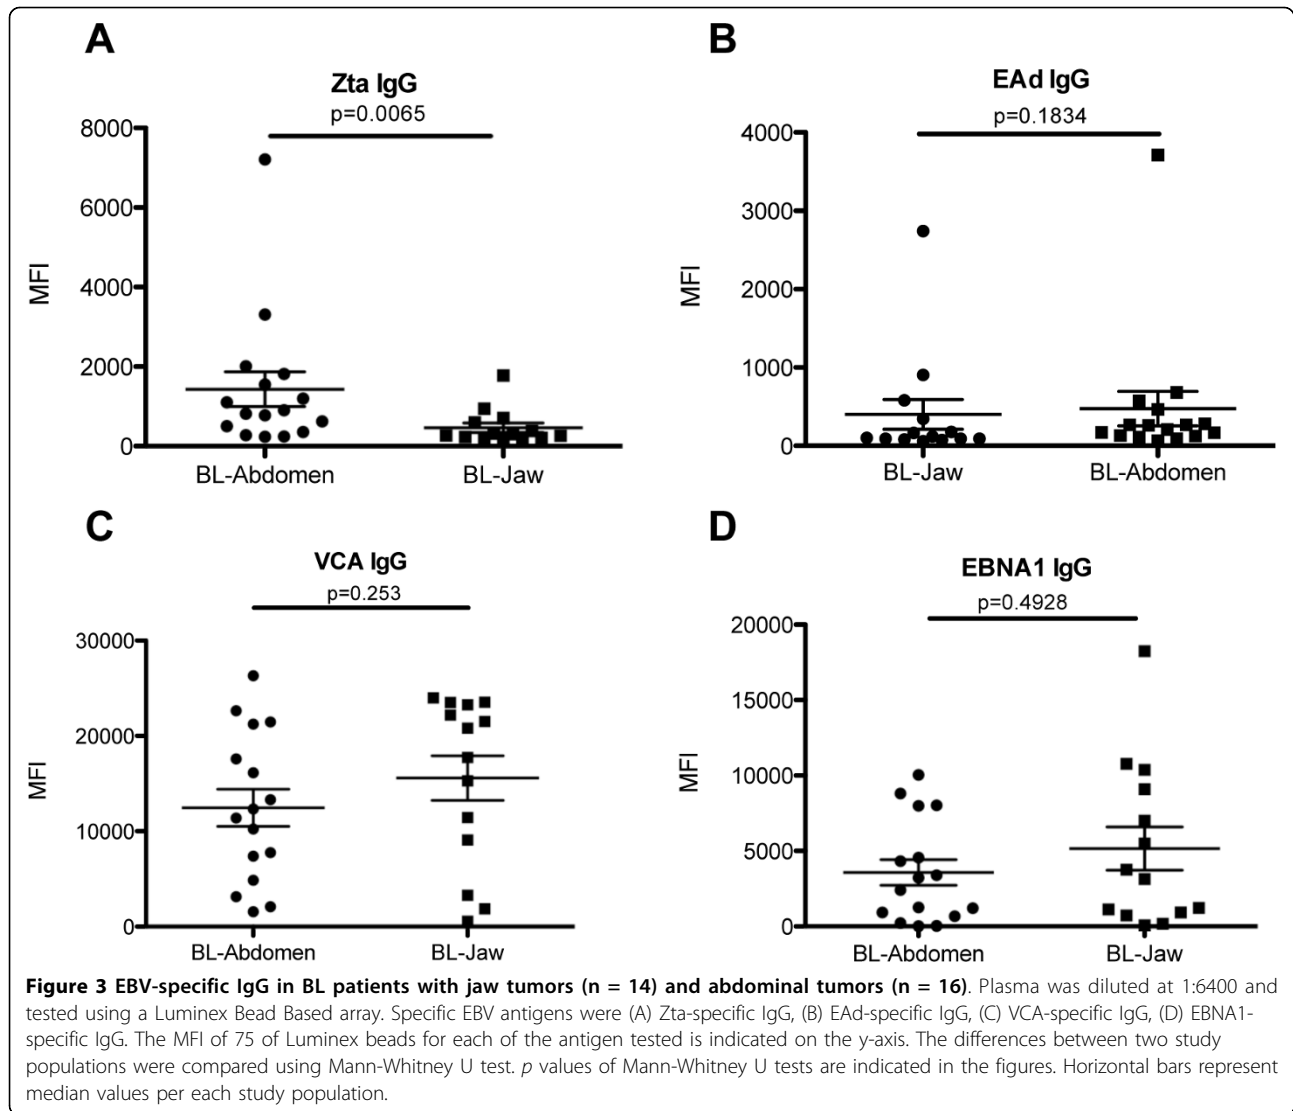 A
Zta IgG
p=0.0065
8000
6000
4000
2000
0
MFI
BL-Abdomen
BL-Jaw
B
EAd IgG
p=0.1834
4000
3000
2000
1000
0
MFI
BL-Jaw
BL-Abdomen
C
VCA IgG
p=0.253
30000
20000
10000
0
MFI
BL-Abdomen
BL-Jaw
D
EBNA1 IgG
p=0.4928
20000
15000
10000
5000
0
MFI
BL-Abdomen
BL-Jaw
Figure 3 EBV-specific IgG in BL patients with jaw tumors (n = 14) and abdominal tumors (n = 16). Plasma was diluted at 1:6400 and
tested using a Luminex Bead Based array. Specific EBV antigens were (A) Zta-specific IgG, (B) EAd-specific IgG, (C) VCA-specific IgG, (D) EBNA1-
specific IgG. The MFI of 75 of Luminex beads for each of the antigen tested is indicated on the y-axis. The differences between two study
populations were compared using Mann-Whitney U test. p values of Mann-Whitney U tests are indicated in the figures. Horizontal bars represent
median values per each study population.